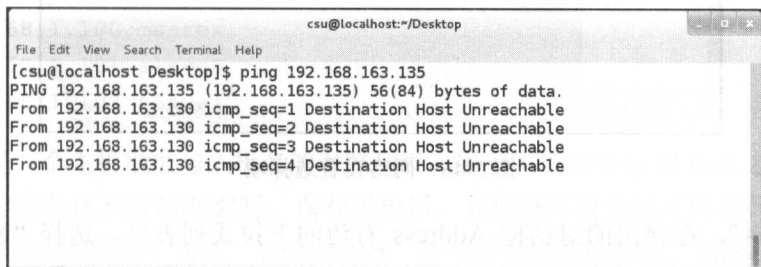 csu@localhost:~/Desktop
File Edit View Search Terminal Help
[csu@localhost Desktop]$ ping 192.168.163.135
PING 192.168.163.135 (192.168.163.135) 56(84) bytes of data.
From 192.168.163.130 icmp_seq=1 Destination Host Unreachable
From 192.168.163.130 icmp_seq=2 Destination Host Unreachable
From 192.168.163.130 icmp_seq=3 Destination Host Unreachable
From 192.168.163.130 icmp_seq=4 Destination Host Unreachable